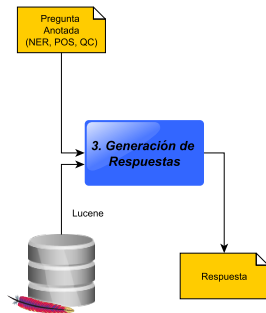 Pregunta
Anotada
(NER, POS, QC)
3. Generación de
Respuestas
Lucene
Respuesta